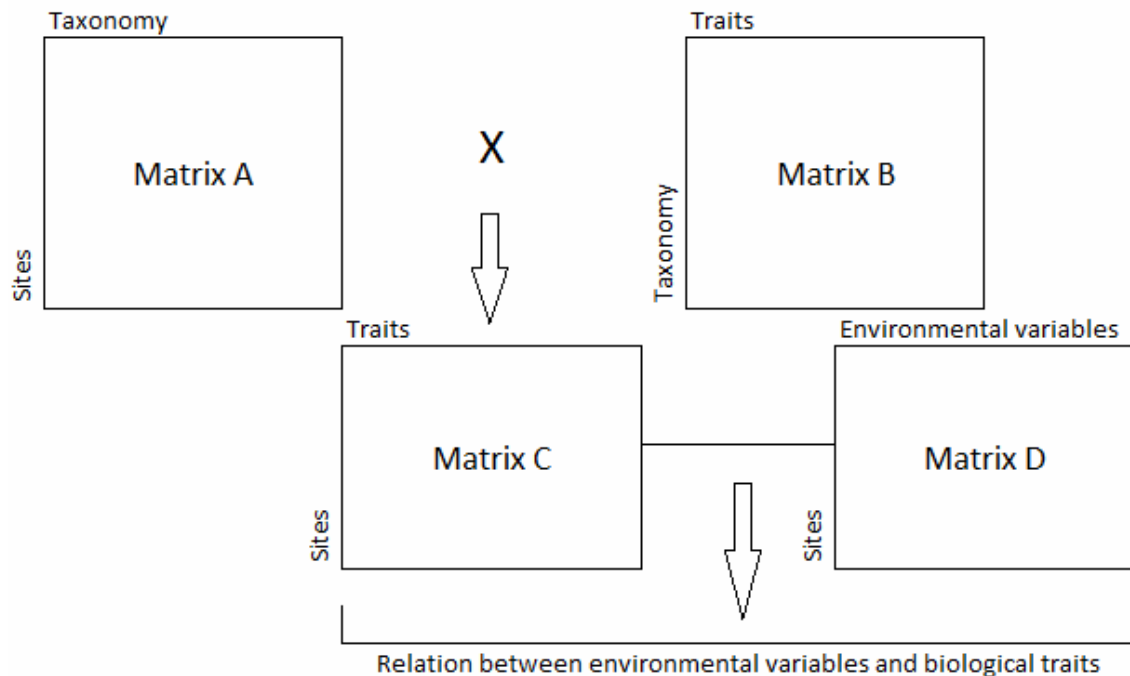 Taxonomy
Traits
Matrix A
X
Matrix B
Sites
Taxonomy
Traits
Environmental variables
Matrix C
Matrix D
Sites
Sites
Relation between environmental variables and biological traits